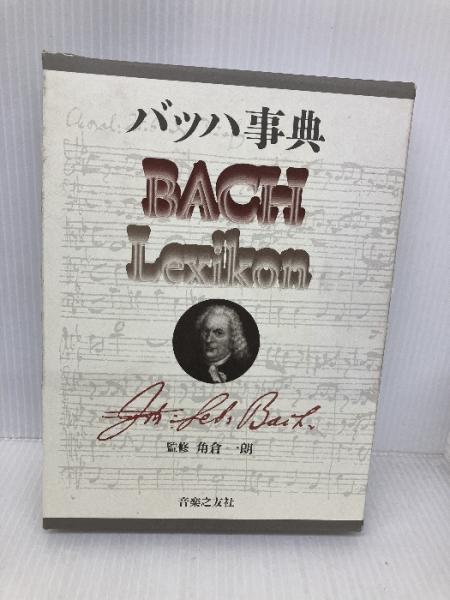 バッハ事典
BACH
Lexikon
Joh: Seb: Bach.
監修 角倉一朗
音楽之友社